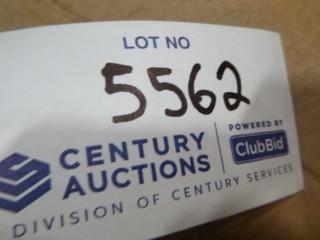 LOT NO
5562
CENTURY AUCTIONS
POWERED BY
ClubBid
DIVISION OF CENTURY SERVICES